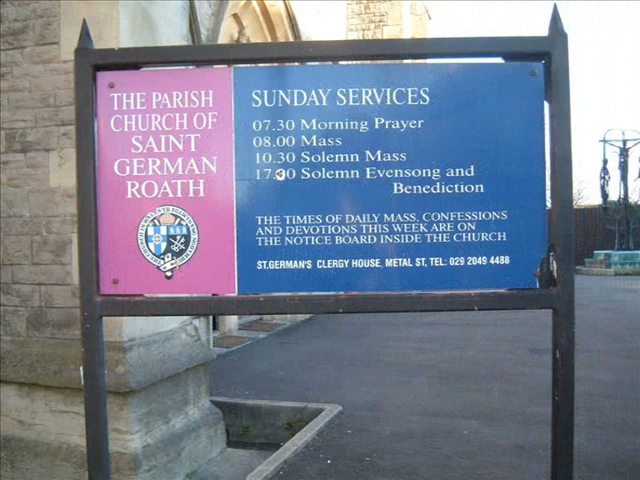 THE PARISH
CHURCH OF
SAINT
GERMAN
ROATH
SUNDAY SERVICES
07.30 Morning Prayer
08.00 Mass
10.30 Solemn Mass
Solemn Evensong and
Benediction
THE TIMES OF DAILY MASS, CONFESSIONS
AND DEVOTIONS THIS WEEK ARE ON
THE NOTICE BOARD INSIDE THE CHURCH
ST.GERMAN'S CLERGY HOUSE, METAL ST, TEL: 029 2049 4488